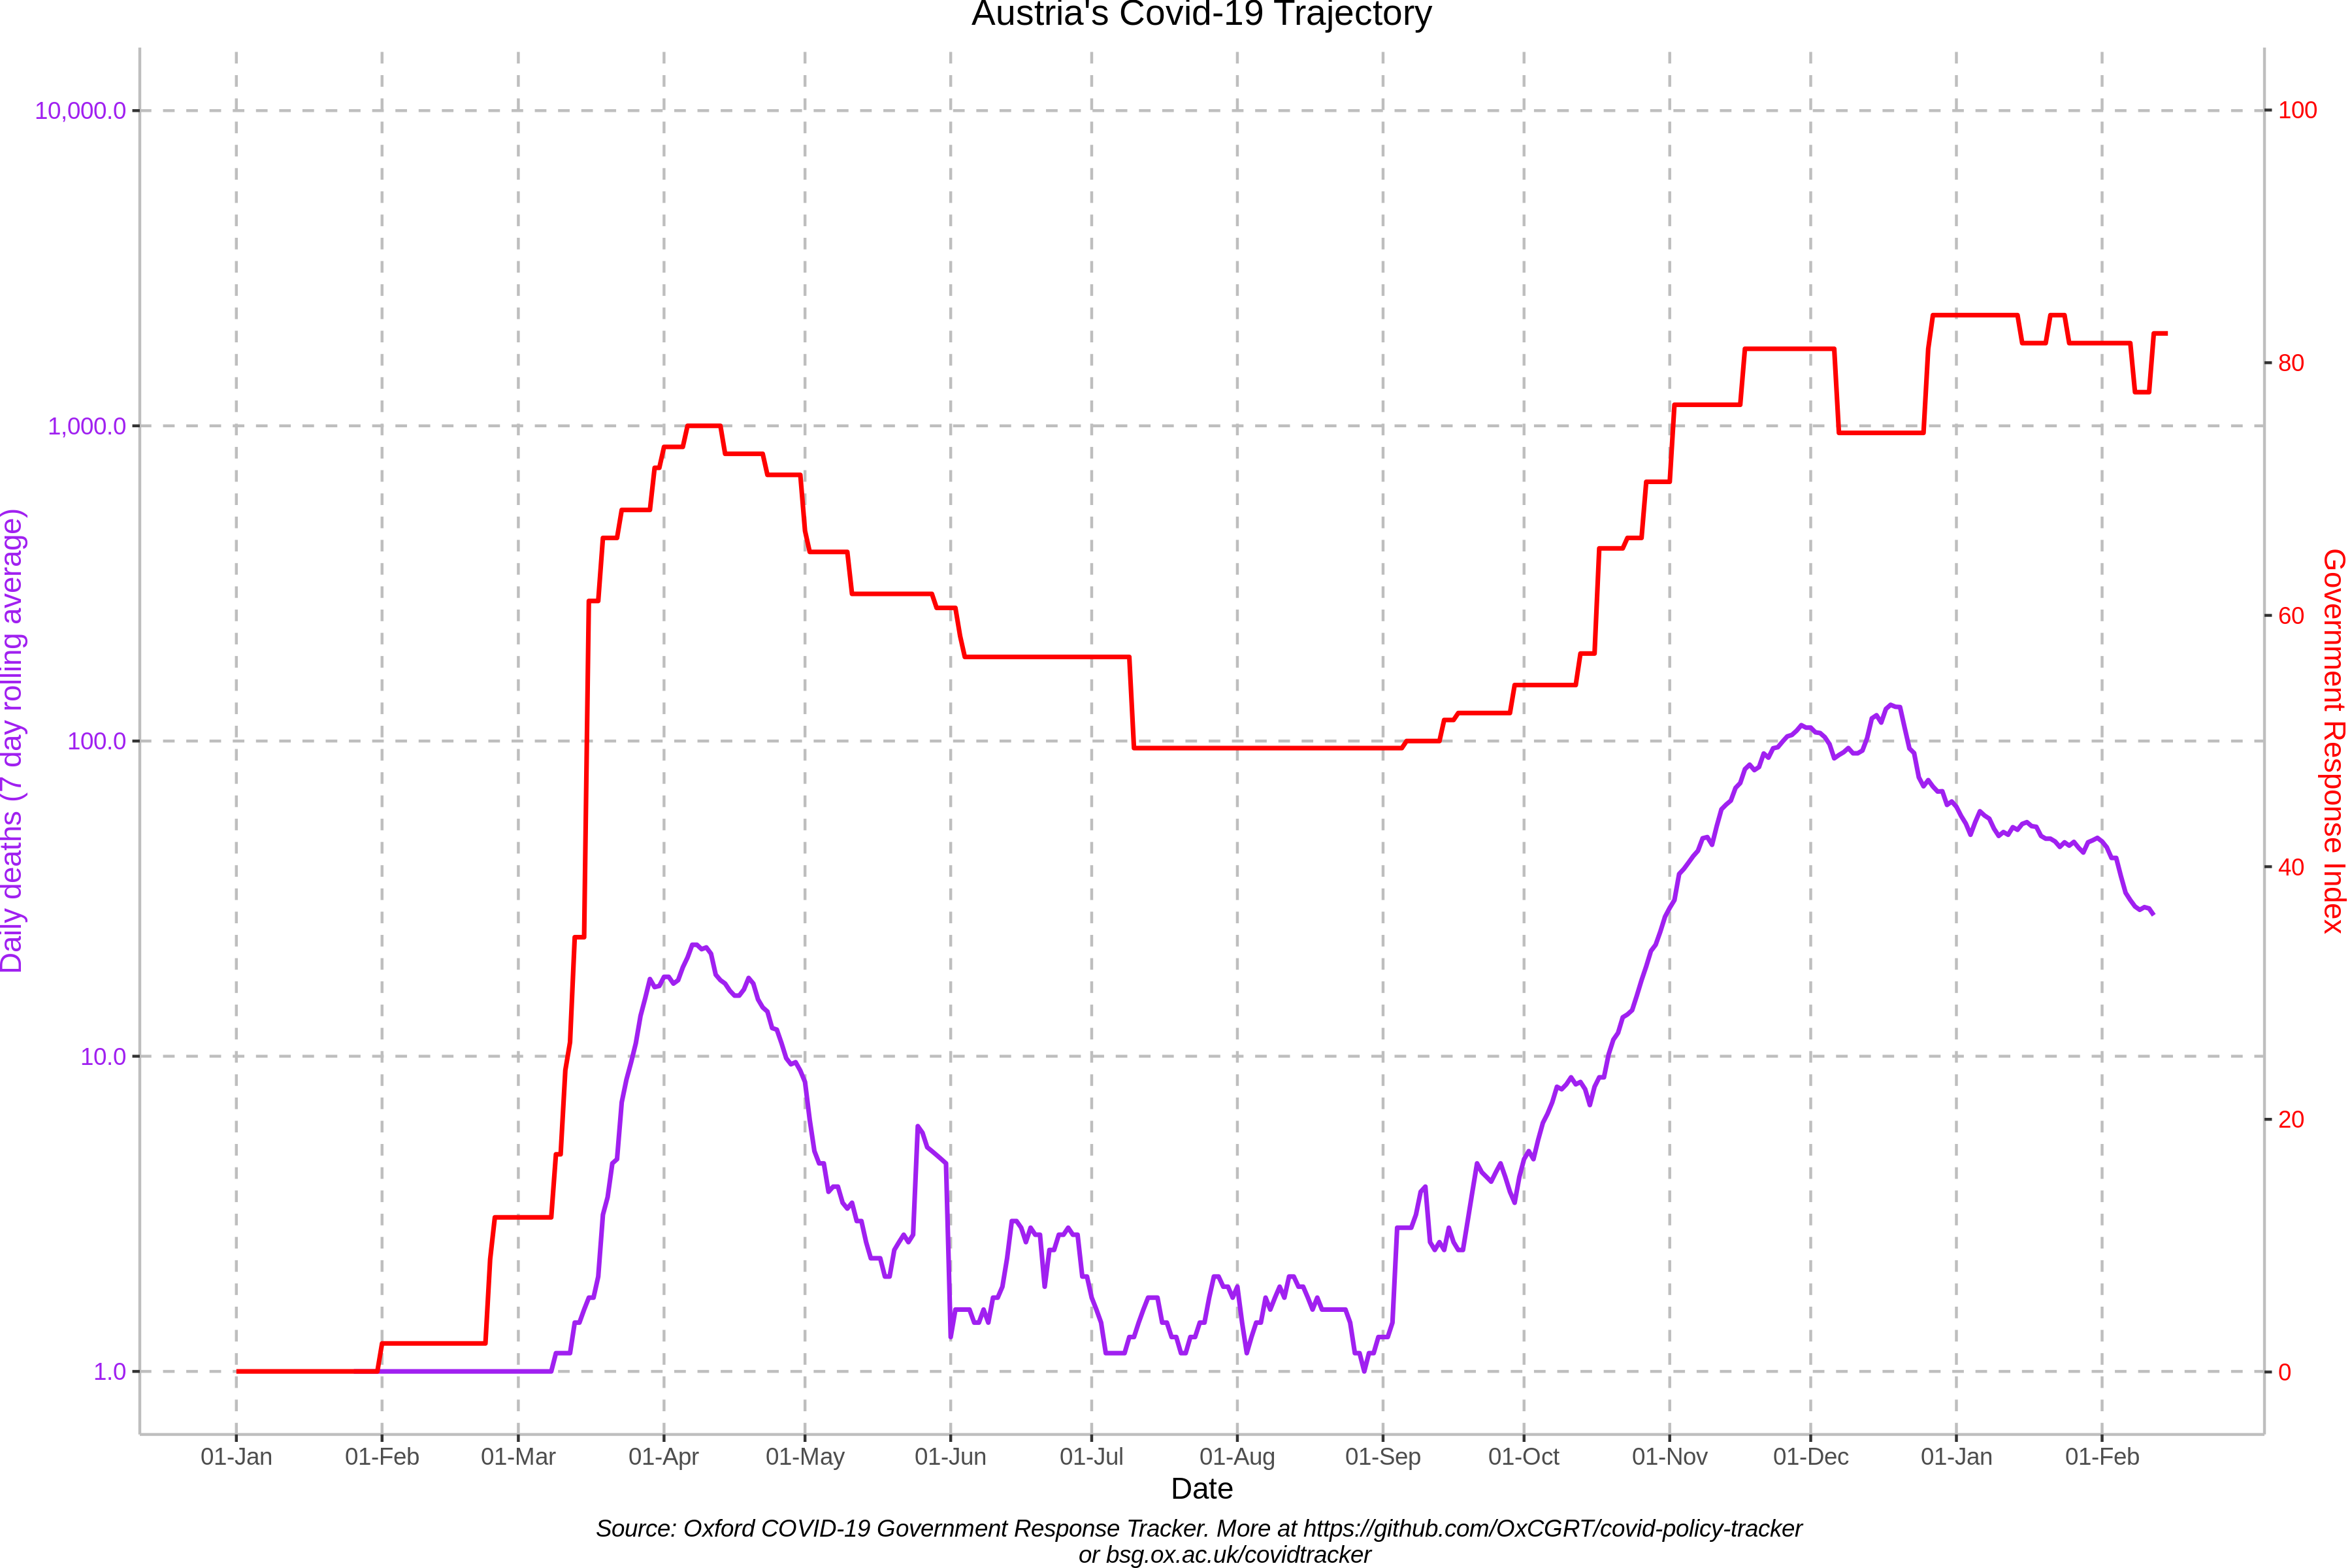 Austria's Covid-19 Trajectory
10,000.0
1,000.0
100.0
10.0
1.0
Daily deaths (7 day rolling average)
100
80
60
40
20
0
Government Response Index
01-Jan 01-Feb 01-Mar 01-Apr 01-May 01-Jun 01-Jul 01-Aug 01-Sep 01-Oct 01-Nov 01-Dec 01-Jan 01-Feb
Date
Source: Oxford COVID-19 Government Response Tracker. More at https://github.com/OxCGRT/covid-policy-tracker
or bsg.ox.ac.uk/covidtracker